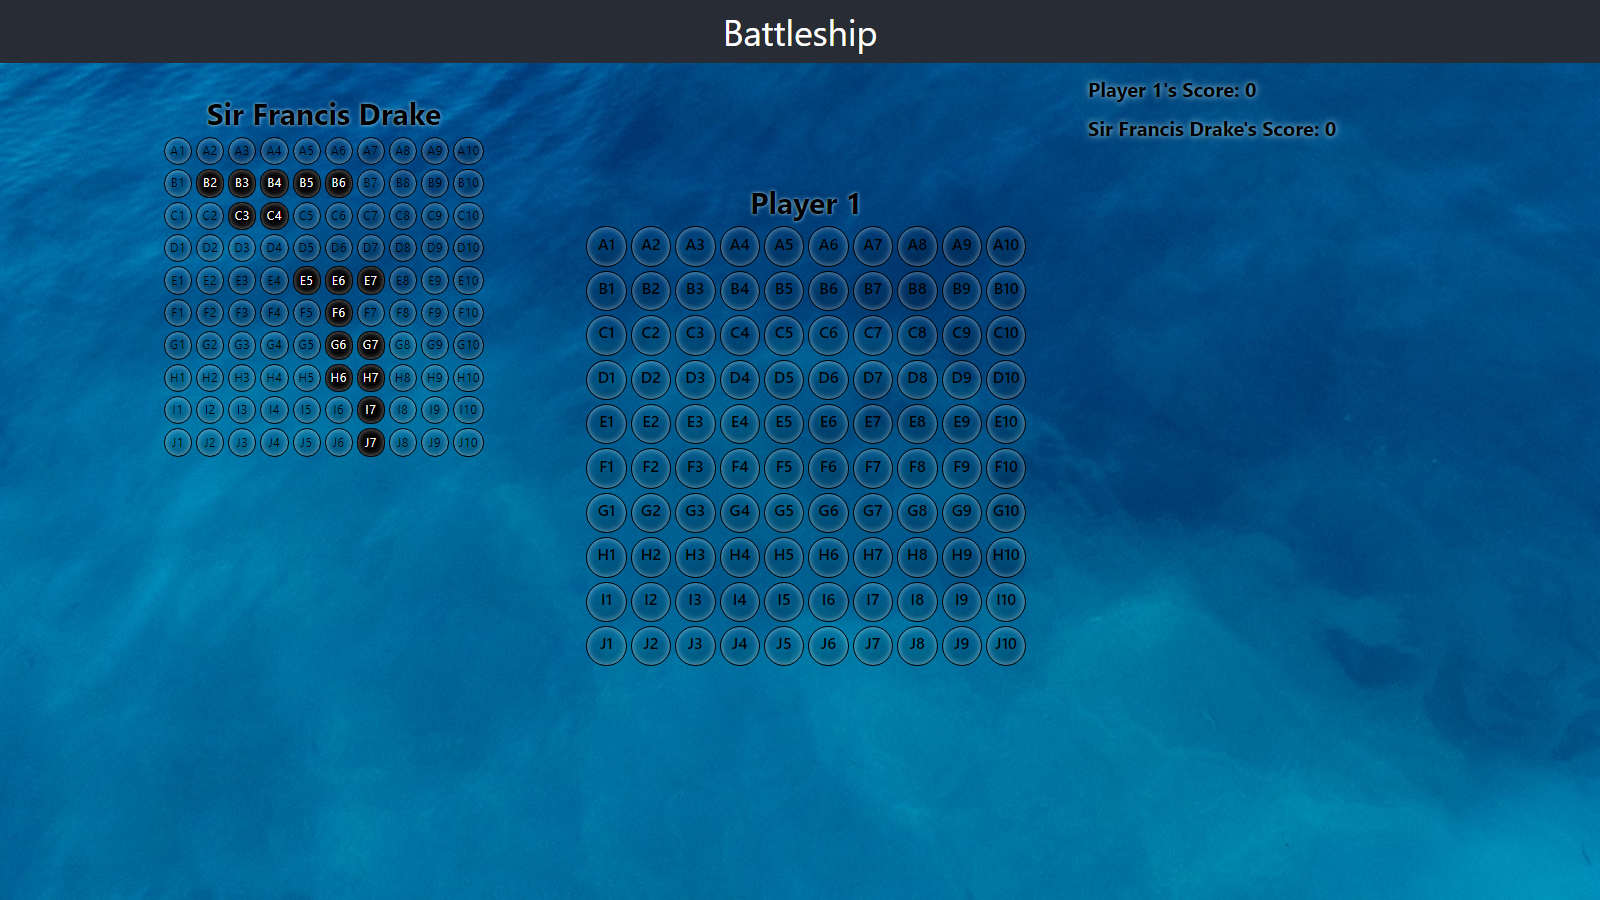 Battleship
Player 1's Score: 0
Sir Francis Drake's Score: 0
Sir Francis Drake
A1 A2 A3 A4 A5 A6 A7 A8 A9 A10
B1 B2 B3 B4 B5 B6 B7 B8 B9 B10
C1 C2 C3 C4 C5 C6 C7 C8 C9 C10
D1 D2 D3 D4 D5 D6 D7 D8 D9 D10
E1 E2 E3 E4 E5 E6 E7 E8 E9 E10
F1 F2 F3 F4 F5 F6 F7 F8 F9 F10
G1 G2 G3 G4 G5 G6 G7 G8 G9 G10
H1 H2 H3 H4 H5 H6 H7 H8 H9 H10
I1 I2 I3 I4 I5 I6 I7 I8 I9 I10
J1 J2 J3 J4 J5 J6 J7 J8 J9 J10
Player 1
A1 A2 A3 A4 A5 A6 A7 A8 A9 A10
B1 B2 B3 B4 B5 B6 B7 B8 B9 B10
C1 C2 C3 C4 C5 C6 C7 C8 C9 C10
D1 D2 D3 D4 D5 D6 D7 D8 D9 D10
E1 E2 E3 E4 E5 E6 E7 E8 E9 E10
F1 F2 F3 F4 F5 F6 F7 F8 F9 F10
G1 G2 G3 G4 G5 G6 G7 G8 G9 G10
H1 H2 H3 H4 H5 H6 H7 H8 H9 H10
I1 I2 I3 I4 I5 I6 I7 I8 I9 I10
J1 J2 J3 J4 J5 J6 J7 J8 J9 J10